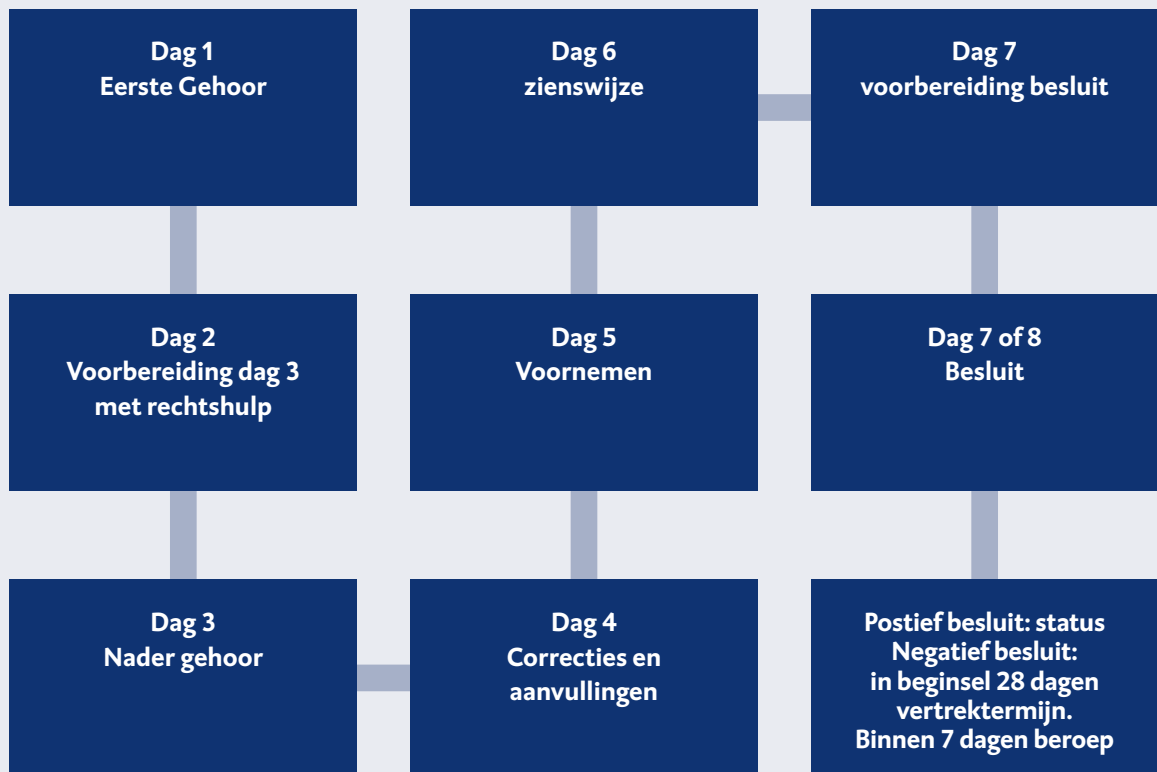 Dag 1
Eerste Gehoor
Dag 2
Voorbereiding dag 3
met rechtshulp
Dag 3
Nader gehoor
Dag 4
Correcties en
aanvullingen
Dag 5
Voornemen
Dag 6
zienswijze
Dag 7
voorbereiding besluit
Dag 7 of 8
Besluit
Postief besluit: status
Negatief besluit:
in beginsel 28 dagen
vertrektermijn.
Binnen 7 dagen beroep